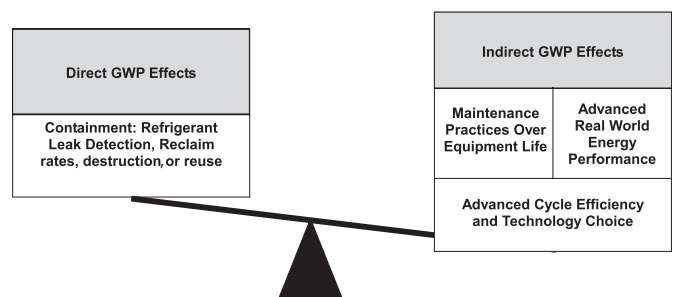 Direct GWP Effects
Containment: Refrigerant
Leak Detection, Reclaim
rates, destruction, or reuse
Indirect GWP Effects
Maintenance
Practices Over
Equipment Life
Advanced
Real World
Energy
Performance
Advanced Cycle Efficiency
and Technology Choice